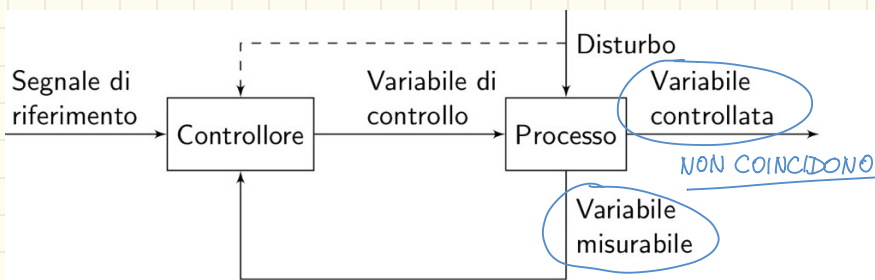 Disturbo
Segnale di
riferimento
Variabile di
controllo
Variabile
controllata
Controllore
Processo
NON COINCIDONO
Variabile
misurabile